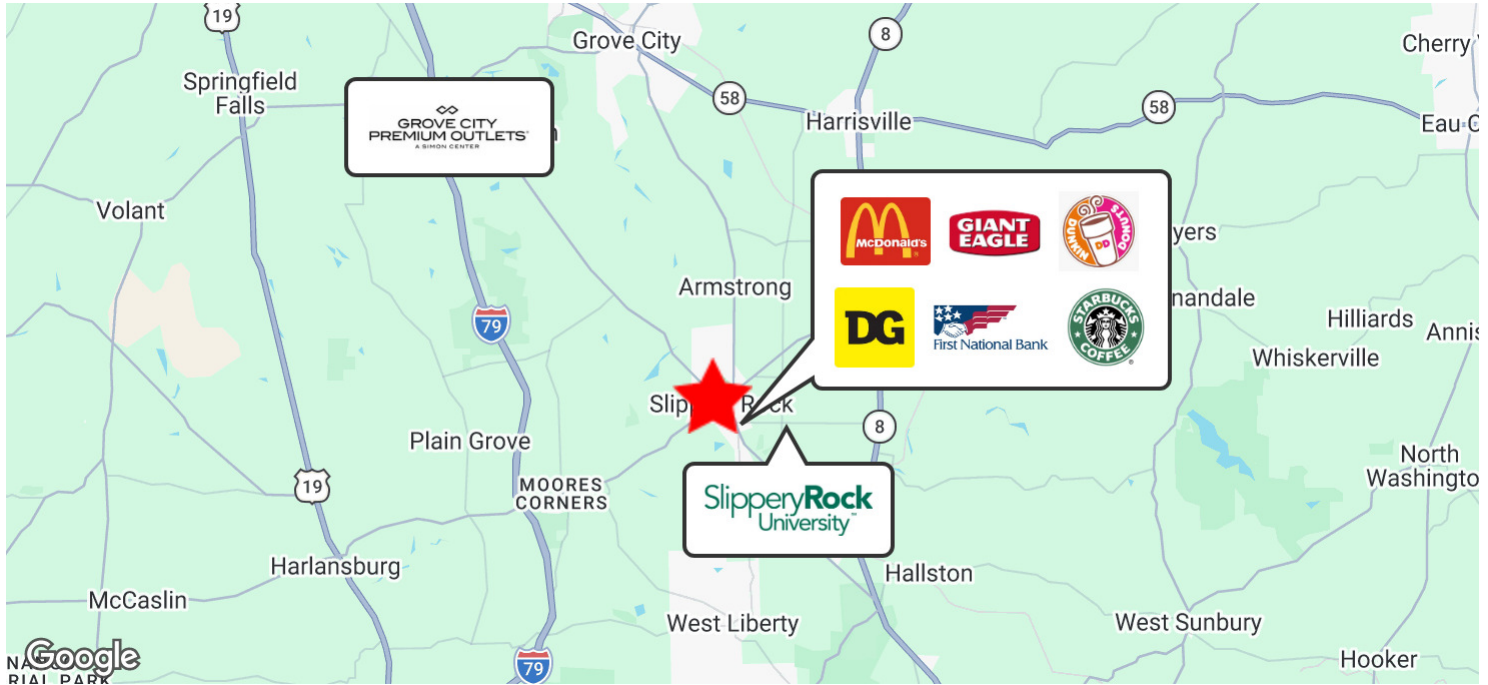 19
Grove City
8
Cherry
Springfield
Falls
58
58
GROVE CITY
PREMIUM OUTLETS
A SIMON CENTER
Harrisville
Eau C
Volant
McDonald's
GIANT
EAGLE
DUNKIN'
DONUTS
DD
yers
Armstrong
nandale
79
DG
First National Bank
STARBUCKS
COFFEE
Hilliards
Annis
Whiskerville
Slip
R ck
8
Plain Grove
North
Washingto
19
MOORES
CORNERS
SlipperyRock
University
Harlansburg
Hallston
McCaslin
West Liberty
West Sunbury
Google
79
Hooker
RIAL PARK